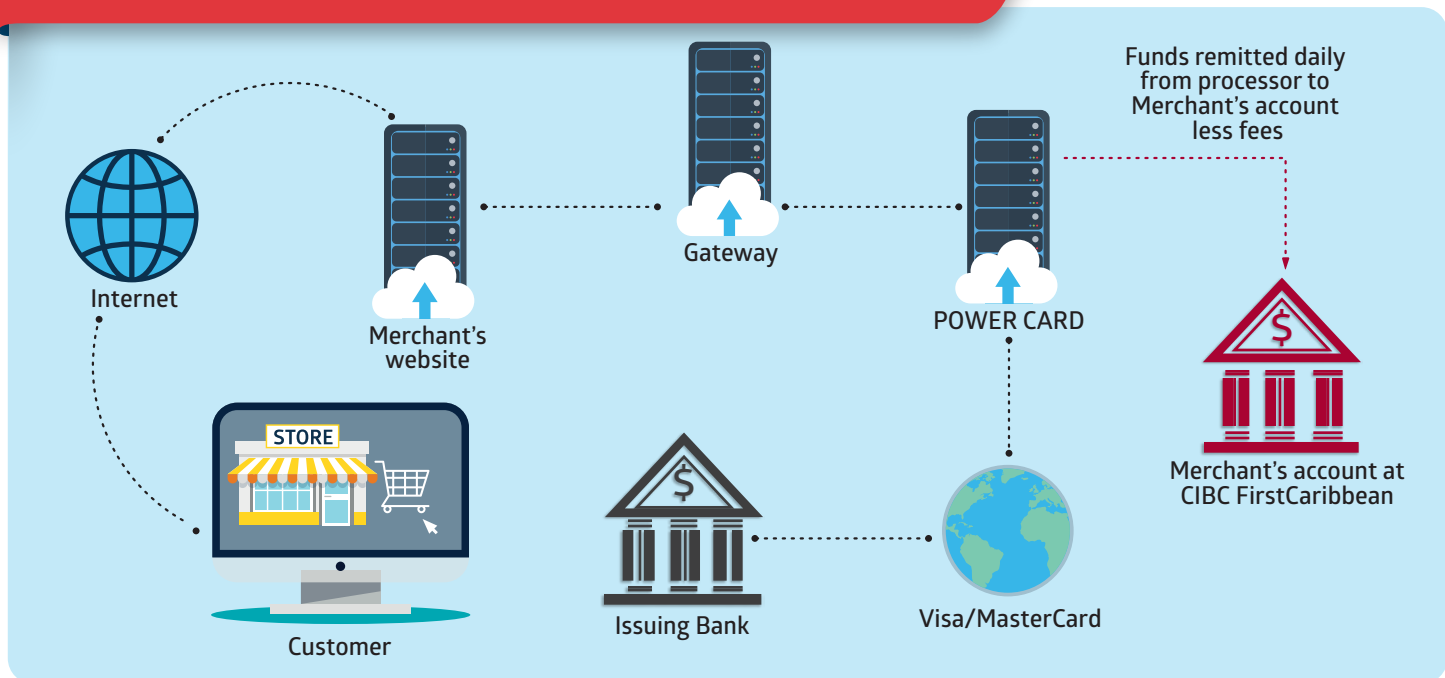 Funds remitted daily
from processor to
Merchant's account
less fees
Gateway
Internet
POWER CARD
Merchant's
website
STORE
$
$
Merchant's account at
CIBC FirstCaribbean
Issuing Bank
Visa/MasterCard
Customer